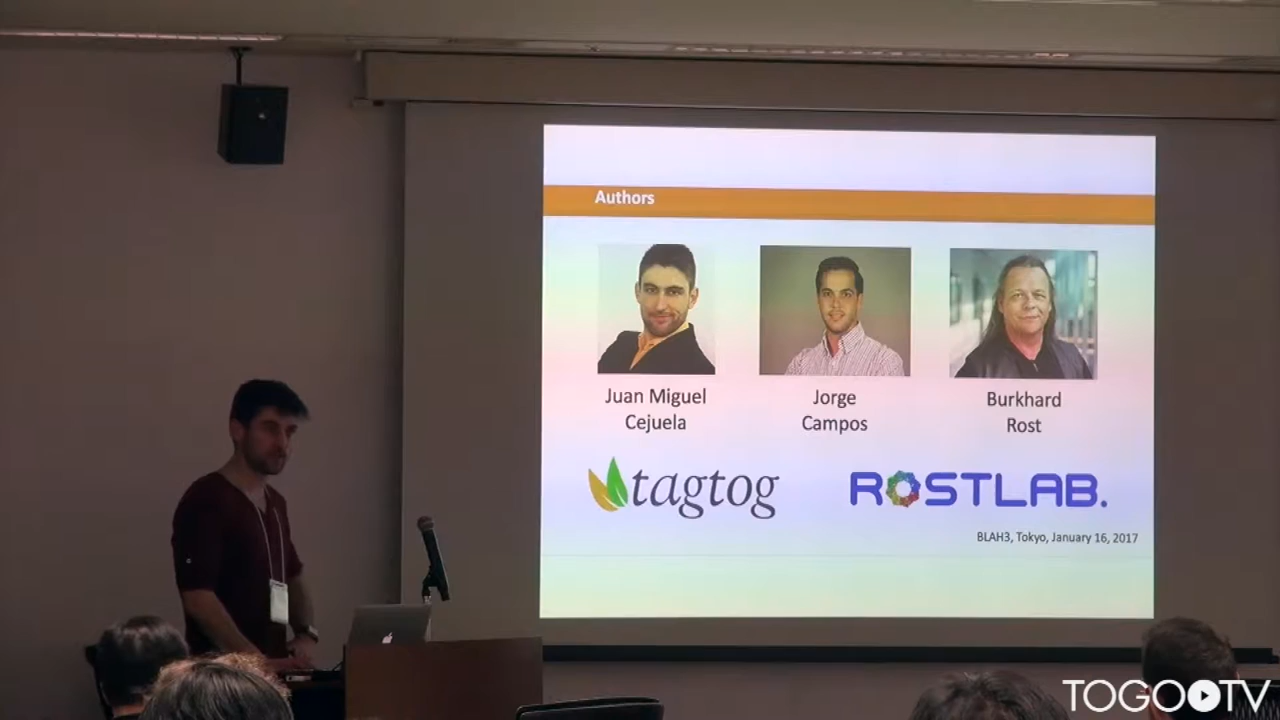 Authors
Juan Miguel
Cejuela
Jorge
Campos
Burkhard
Rost
tagtog
ROSTLAB.
BLAH3, Tokyo, January 16, 2017
TOGOTV